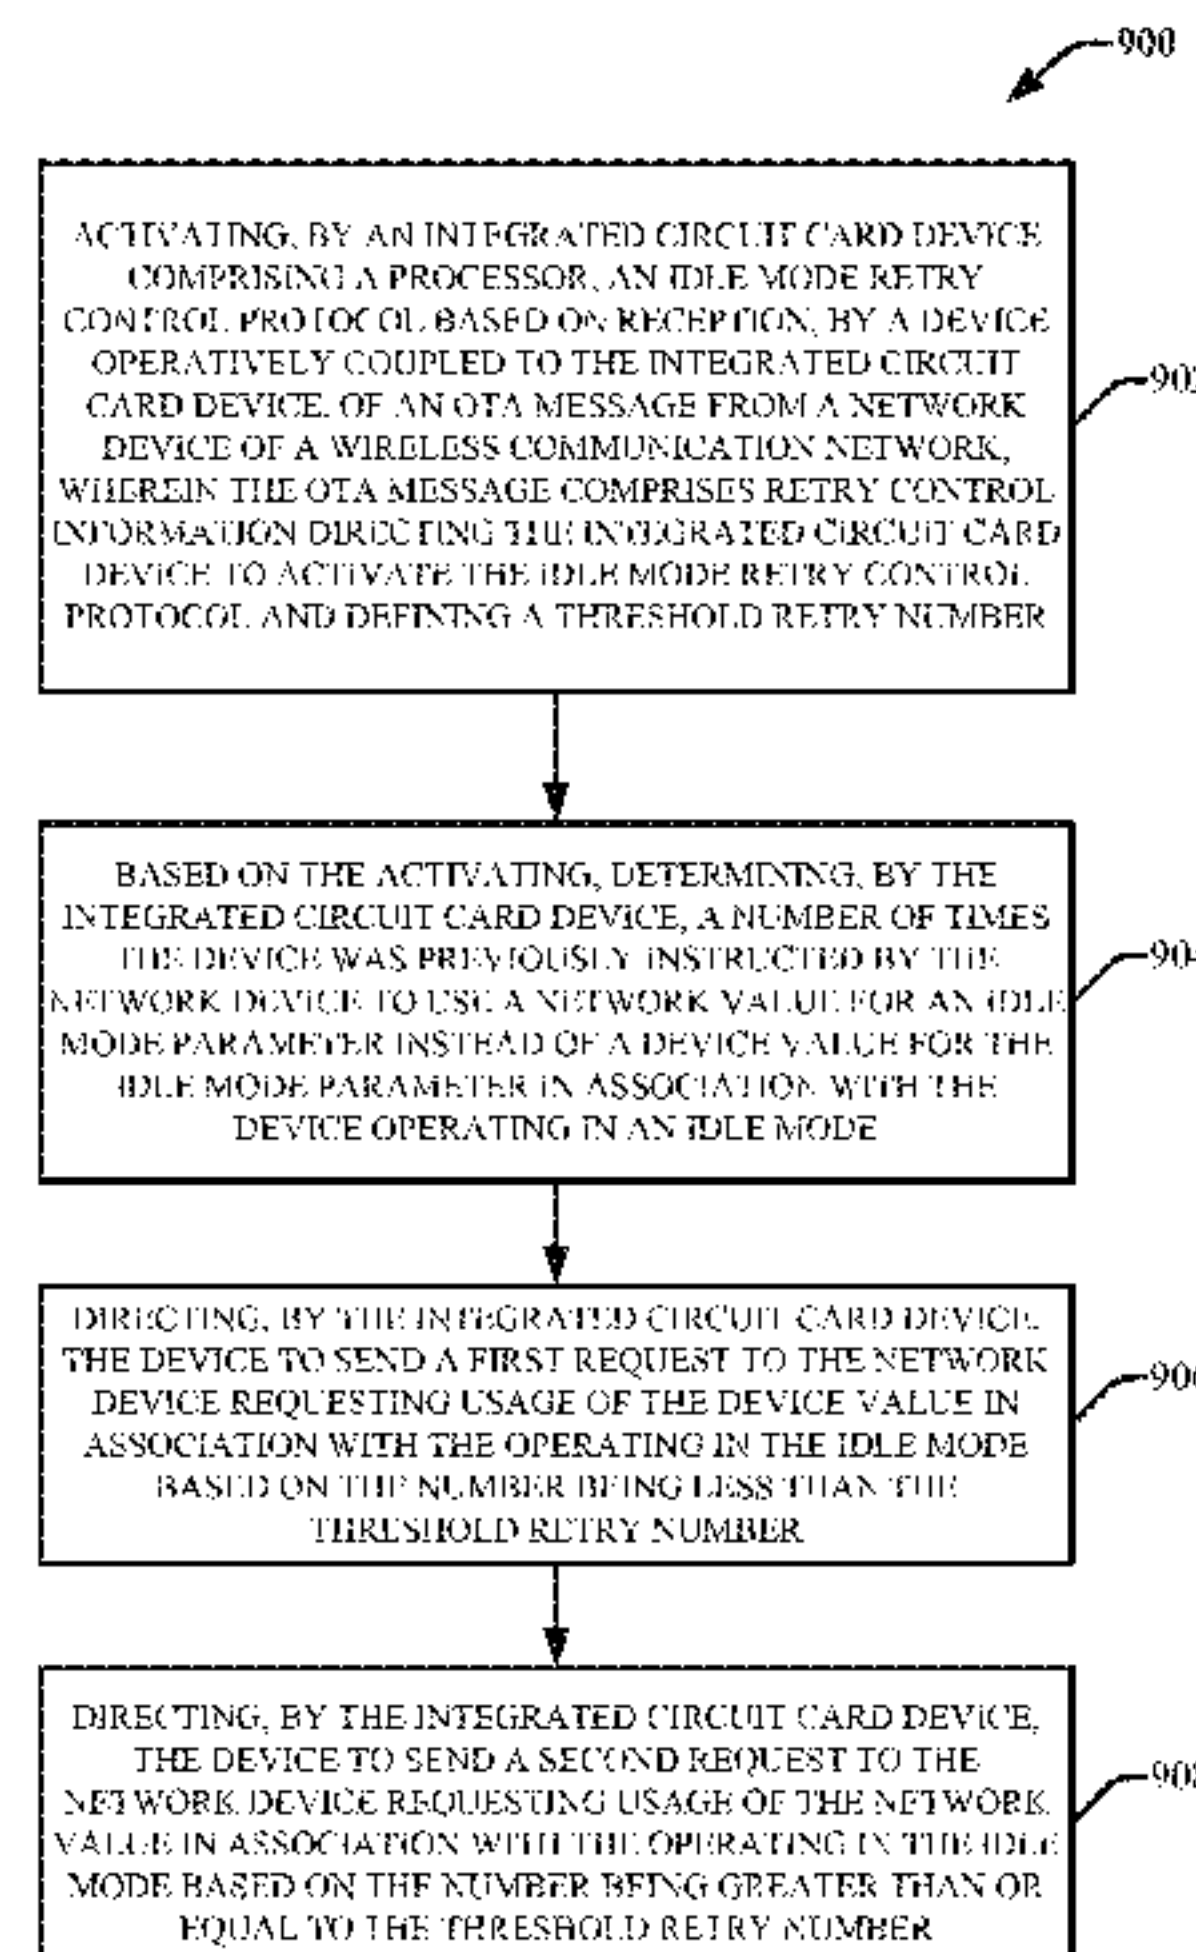 900
ACTIVATING, BY AN INTEGRATED CIRCUIT CARD DEVICE
COMPRISING A PROCESSOR, AN IDLE MODE RETRY
CONTROL PROTOCOL BASED ON RECEPTION, BY A DEVICE
OPERATIVELY COUPLED TO THE INTEGRATED CIRCUIT
CARD DEVICE, OF AN OTA MESSAGE FROM A NETWORK
DEVICE OF A WIRELESS COMMUNICATION NETWORK,
WHEREIN THE OTA MESSAGE COMPRISES RETRY CONTROL
INFORMATION DIRECTING THE INTEGRATED CIRCUIT CARD
DEVICE TO ACTIVATE THE IDLE MODE RETRY CONTROL
PROTOCOL AND DEFINING A THRESHOLD RETRY NUMBER
902
BASED ON THE ACTIVATING, DETERMINING, BY THE
INTEGRATED CIRCUIT CARD DEVICE, A NUMBER OF TIMES
THE DEVICE WAS PREVIOUSLY INSTRUCTED BY THE
NETWORK DEVICE TO USE A NETWORK VALUE FOR AN IDLE
MODE PARAMETER INSTEAD OF A DEVICE VALUE FOR THE
IDLE MODE PARAMETER IN ASSOCIATION WITH THE
DEVICE OPERATING IN AN IDLE MODE
904
DIRECTING, BY THE INTEGRATED CIRCUIT CARD DEVICE,
THE DEVICE TO SEND A FIRST REQUEST TO THE NETWORK
DEVICE REQUESTING USAGE OF THE DEVICE VALUE IN
ASSOCIATION WITH THE OPERATING IN THE IDLE MODE
BASED ON THE NUMBER BEING LESS THAN THE
THRESHOLD RETRY NUMBER
906
DIRECTING, BY THE INTEGRATED CIRCUIT CARD DEVICE,
THE DEVICE TO SEND A SECOND REQUEST TO THE
NETWORK DEVICE REQUESTING USAGE OF THE NETWORK
VALUE IN ASSOCIATION WITH THE OPERATING IN THE IDLE
MODE BASED ON THE NUMBER BEING GREATER THAN OR
EQUAL TO THE THRESHOLD RETRY NUMBER
908